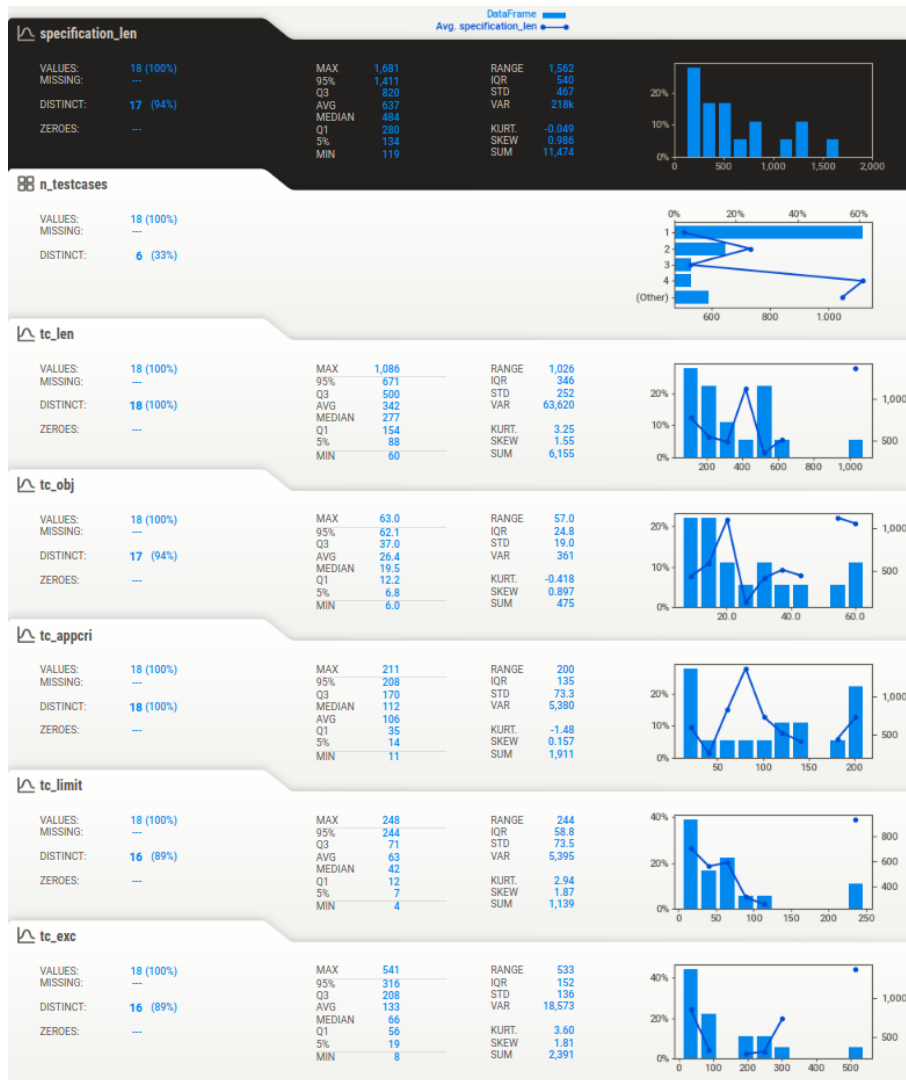 DataFrame
Avg. specification_len
specification_len
VALUES: 18 (100%)
MISSING: ---
DISTINCT: 17 (94%)
ZEROES: ---
MAX 1,681
95% 1,411
Q3 820
AVG 637
MEDIAN 484
Q1 280
5% 134
MIN 119
RANGE 1,562
IQR 540
STD 467
VAR 218k
KURT. -0.049
SKEW 0.986
SUM 11,474
20%
10%
0%
0 500 1,000 1,500 2,000
n_testcases
VALUES: 18 (100%)
MISSING: ---
DISTINCT: 6 (33%)
0% 20% 40% 60%
1
2
3
4
(Other)
600 800 1.000
tc_len
VALUES: 18 (100%)
MISSING: ---
DISTINCT: 18 (100%)
ZEROES: ---
MAX 1,086
95% 671
Q3 500
AVG 342
MEDIAN 277
Q1 154
5% 88
MIN 60
RANGE 1,026
IQR 346
STD 252
VAR 63,620
KURT. 3.25
SKEW 1.55
SUM 6,155
20%
10%
0%
1,000
500
200 400 600 800 1,000
tc_obj
VALUES: 18 (100%)
MISSING: ---
DISTINCT: 17 (94%)
ZEROES: ---
MAX 63.0
95% 62.1
Q3 37.0
AVG 26.4
MEDIAN 19.5
Q1 12.2
5% 6.8
MIN 6.0
RANGE 57.0
IQR 24.8
STD 19.0
VAR 361
KURT. -0.418
SKEW 0.897
SUM 475
20%
10%
0%
1,000
500
20.0 40.0 60.0
tc_appcri
VALUES: 18 (100%)
MISSING: ---
DISTINCT: 18 (100%)
ZEROES: ---
MAX 211
95% 208
Q3 170
MEDIAN 112
AVG 106
Q1 35
5% 14
MIN 11
RANGE 200
IQR 135
STD 73.3
VAR 5,380
KURT. -1.48
SKEW 0.157
SUM 1,911
20%
10%
0%
1,000
500
50 100 150 200
tc_limit
VALUES: 18 (100%)
MISSING: ---
DISTINCT: 16 (89%)
ZEROES: ---
MAX 248
95% 244
Q3 71
AVG 63
MEDIAN 42
Q1 12
5% 7
MIN 4
RANGE 244
IQR 58.8
STD 73.5
VAR 5,395
KURT. 2.94
SKEW 1.87
SUM 1,139
40%
20%
0%
800
600
400
0 50 100 150 200 250
tc_exc
VALUES: 18 (100%)
MISSING: ---
DISTINCT: 16 (89%)
ZEROES: ---
MAX 541
95% 316
Q3 208
AVG 133
MEDIAN 66
Q1 56
5% 19
MIN 8
RANGE 533
IQR 152
STD 136
VAR 18,573
KURT. 3.60
SKEW 1.81
SUM 2,391
40%
20%
0%
1,000
500
0 100 200 300 400 500